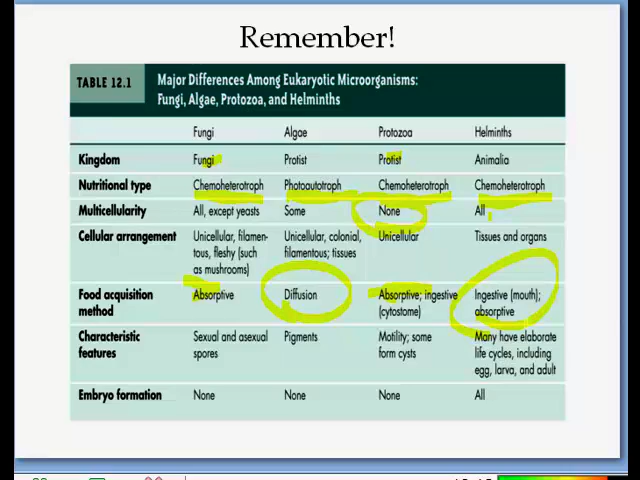 Remember!
TABLE 12.1 Major Differences Among Eukaryotic Microorganisms:
Fungi, Algae, Protozoa, and Helminths
Fungi Algae Protozoa Helminths
Kingdom Fungi Protist Protist Animalia
Nutritional type Chemoheterotroph Photoautotroph Chemoheterotroph Chemoheterotroph
Multicellularity All, except yeasts Some None All
Cellular arrangement Unicellular, filamen- Unicellular, colonial, Unicellular Tissues and organs
tous, fleshy (such filamentous; tissues
as mushrooms)
Food acquisition Absorptive Diffusion Absorptive; ingestive Ingestive (mouth);
method (cytostome) absorptive
Characteristic Sexual and asexual Pigments Motility; some Many have elaborate
features spores form cysts life cycles, including
egg, larva, and adult
Embryo formation None None None All